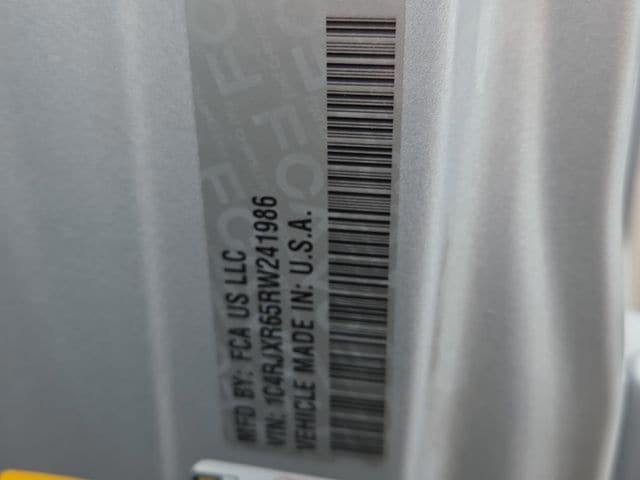 MFD BY: FCA US LLC
VIN: 1C4RJXR65RW241986
VEHICLE MADE IN: U.S.A.